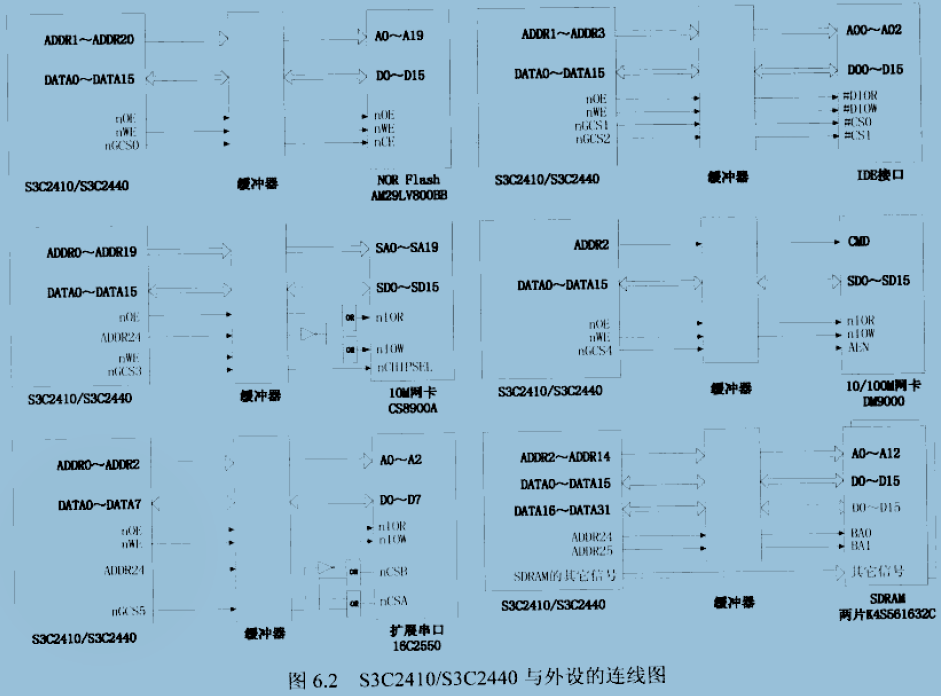 ADDR1～ADDR20
A0～A19
DATA0～DATA15
D0～D15
nOE
nWE
nGCS0
nOE
nWE
nCE
S3C2410/S3C2440
缓冲器
NOR Flash
AM29LV800BB
ADDR1～ADDR3
A00～A02
DATA0～DATA15
D00～D15
nOE
nWE
nGCS1
nGCS2
#DIOR
#DIOW
#CS0
#CS1
S3C2410/S3C2440
缓冲器
IDE接口
ADDR0～ADDR19
SA0～SA19
DATA0～DATA15
SD0～SD15
nOE
ADDR24
nWE
nGCS3
OR
nIOR
OR
nIOW
nCHIPSEL
S3C2410/S3C2440
缓冲器
10M网卡
CS8900A
ADDR2
CMD
DATA0～DATA15
SD0～SD15
nOE
nWE
nGCS4
nIOR
nIOW
AEN
S3C2410/S3C2440
缓冲器
10/100M网卡
DM9000
ADDR0～ADDR2
A0～A2
DATA0～DATA7
D0～D7
nOE
nWE
ADDR24
nGCS5
nIOR
nIOW
OR
nCSB
OR
nCSA
S3C2410/S3C2440
缓冲器
扩展串口
16C2550
ADDR2～ADDR14
A0～A12
DATA0～DATA15
D0～D15
DATA16～DATA31
D0～D15
ADDR24
ADDR25
BA0
BA1
SDRAM的其它信号
其它信号
S3C2410/S3C2440
缓冲器
SDRAM
两片K4S561632C
图 6.2 S3C2410/S3C2440 与外设的连线图